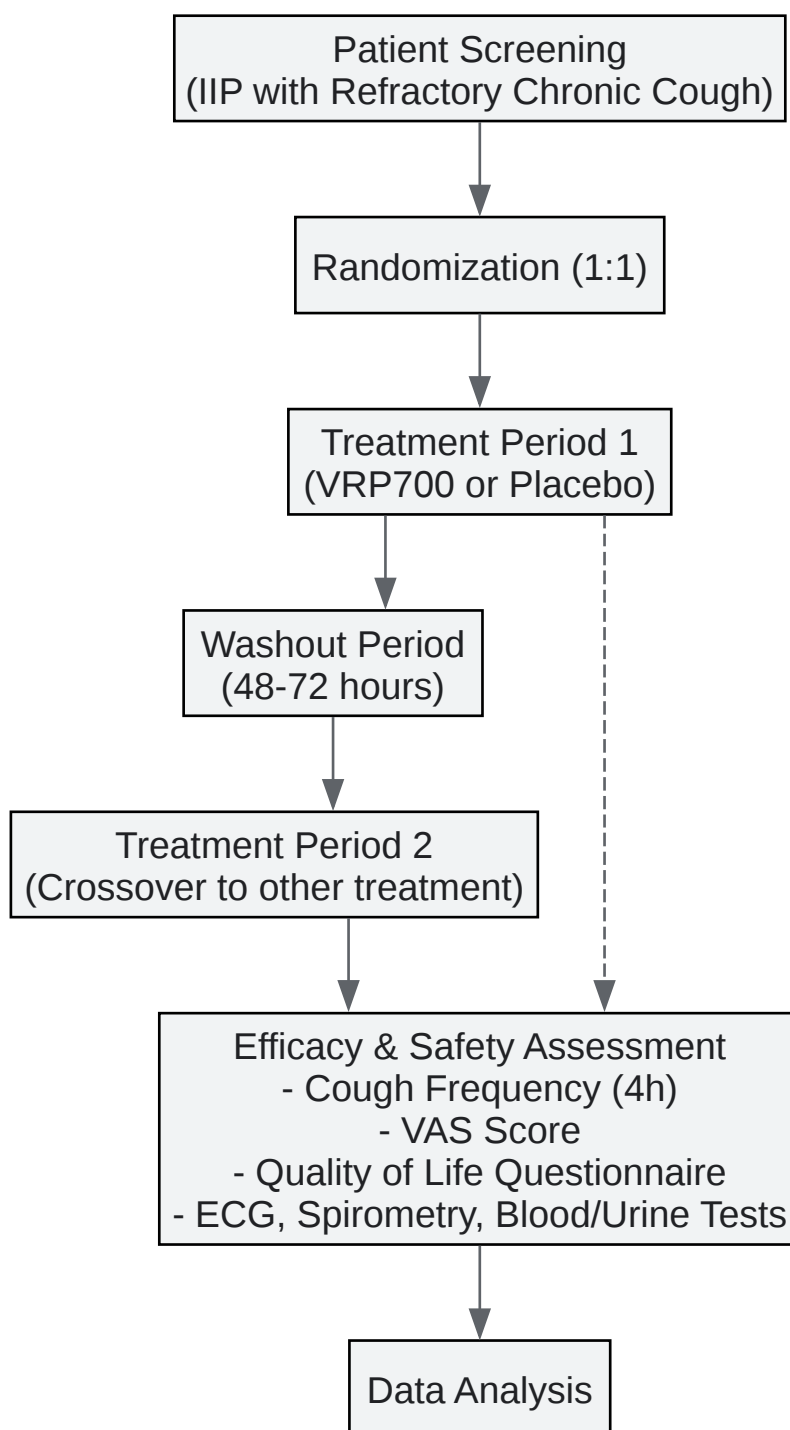 Patient Screening
(IIP with Refractory Chronic Cough)
Randomization (1:1)
Treatment Period 1
(VRP700 or Placebo)
Washout Period
(48-72 hours)
Treatment Period 2
(Crossover to other treatment)
Efficacy & Safety Assessment
- Cough Frequency (4h)
- VAS Score
- Quality of Life Questionnaire
- ECG, Spirometry, Blood/Urine Tests
Data Analysis